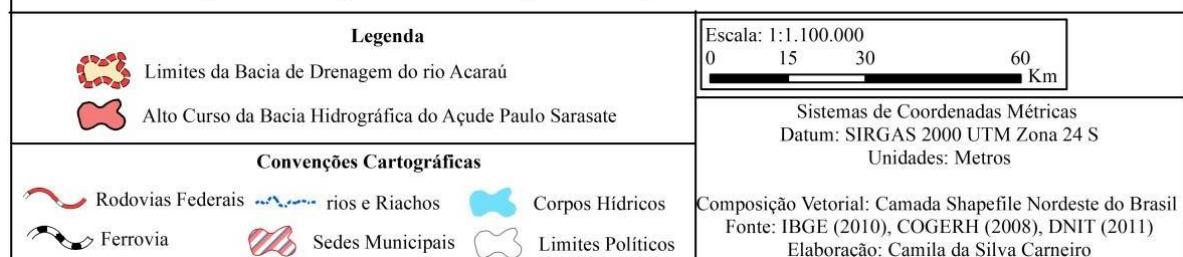 Legenda
Limites da Bacia de Drenagem do rio Acaraú
Alto Curso da Bacia Hidrográfica do Açude Paulo Sarasate
Convenções Cartográficas
Rodovias Federais
rios e Riachos
Corpos Hídricos
Ferrovia
Sedes Municipais
Limites Políticos
Escala: 1:1.100.000
0 15 30 60
Km
Sistemas de Coordenadas Métricas
Datum: SIRGAS 2000 UTM Zona 24 S
Unidades: Metros
Composição Vetorial: Camada Shapefile Nordeste do Brasil
Fonte: IBGE (2010), COGERH (2008), DNIT (2011)
Elaboração: Camila da Silva Carneiro